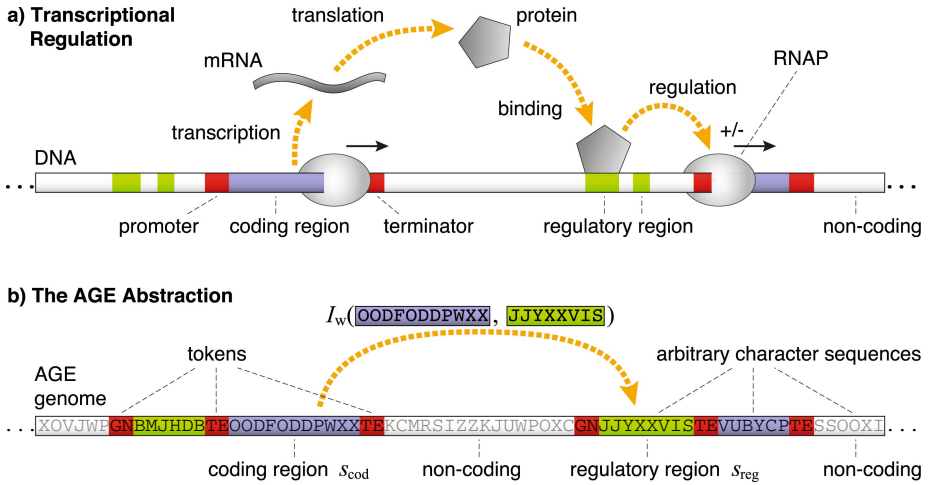 a) Transcriptional
Regulation
translation
protein
mRNA
RNAP
binding
regulation
transcription
+/-
DNA
...
...
promoter
coding region
terminator
regulatory region
non-coding
b) The AGE Abstraction
Iw(OODFODDPWXX, JJYXXVIS)
tokens
arbitrary character sequences
AGE
genome
... XOVJWPGNBMJHDBTEOODFODDPWXXTEKCMRSIZZKJUWPOXCGNJJYXXVISTEVUBYCPTESSOOXI ...
coding region scod
non-coding
regulatory region sreg
non-coding